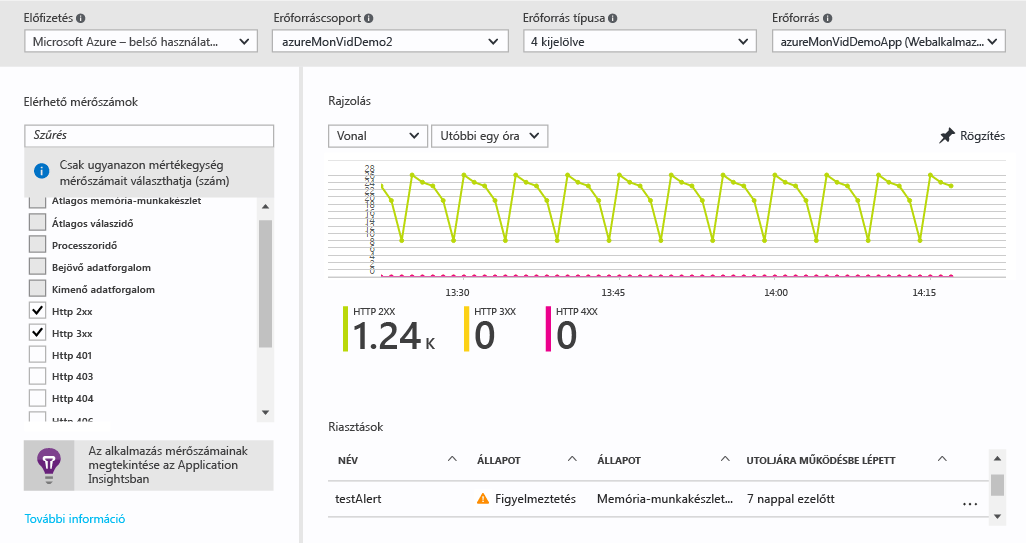 Előfizetés
Erőforráscsoport
Erőforrás típusa
Erőforrás
Microsoft Azure – belső használat...
azureMonVidDemo2
4 kijelölve
azureMonVidDemoApp (Webalkalmaz...
Elérhető mérőszámok
Szűrés
Csak ugyanazon mértékegység
mérőszámait választhatja (szám)
Átlagos memória-munkakészlet
Átlagos válaszidő
Processzoridő
Bejövő adatforgalom
Kimenő adatforgalom
Http 2xx
Http 3xx
Http 401
Http 403
Http 404
Http 406
Az alkalmazás mérőszámainak
megtekintése az Application
Insightsban
További információ
Rajzolás
Vonal
Utóbbi egy óra
Rögzítés
28
26
24
22
20
18
16
14
12
10
8
6
4
2
0
13:30 13:45 14:00 14:15
HTTP 2XX HTTP 3XX HTTP 4XX
1.24 K 0 0
Riasztások
NÉV ÁLLAPOT ÁLLAPOT UTOLJÁRA MŰKÖDÉSBE LÉPETT
testAlert Figyelmeztetés Memória-munkakészlet... 7 nappal ezelőtt ...